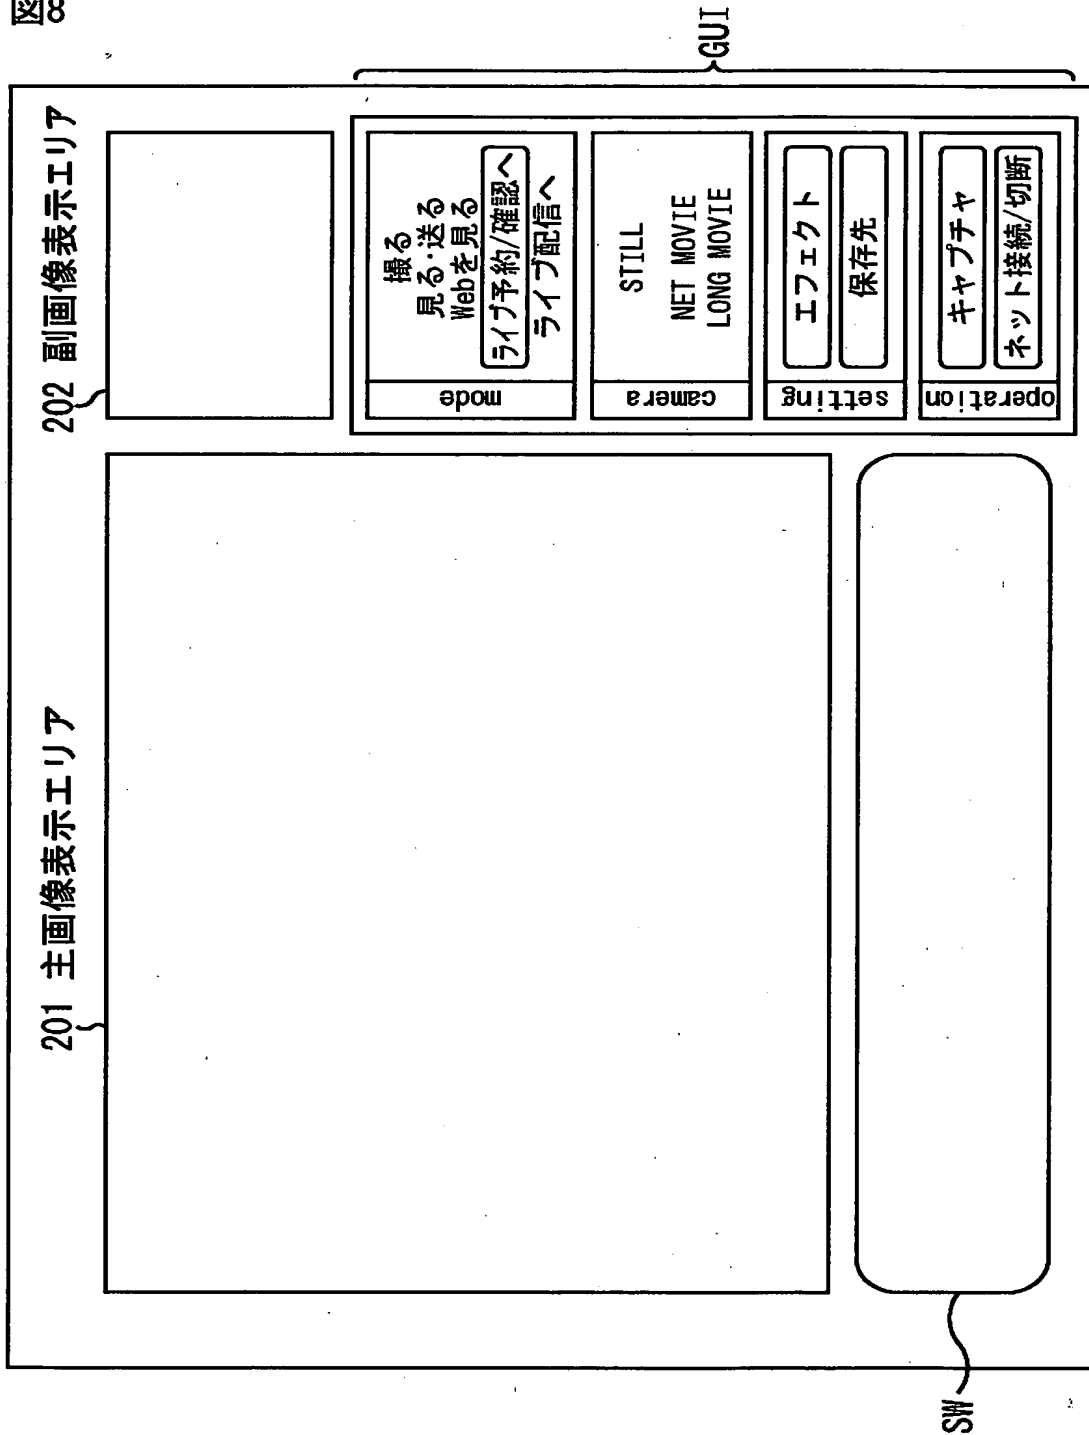 図8
201 主画像表示エリア
202 副画像表示エリア
mode
撮る
見る・送る
Webを見る
ライブ予約/確認へ
ライブ配信へ
camera
STILL
NET MOVIE
LONG MOVIE
setting
エフェクト
保存先
operation
キャプチャ
ネット接続/切断
GUI
SW